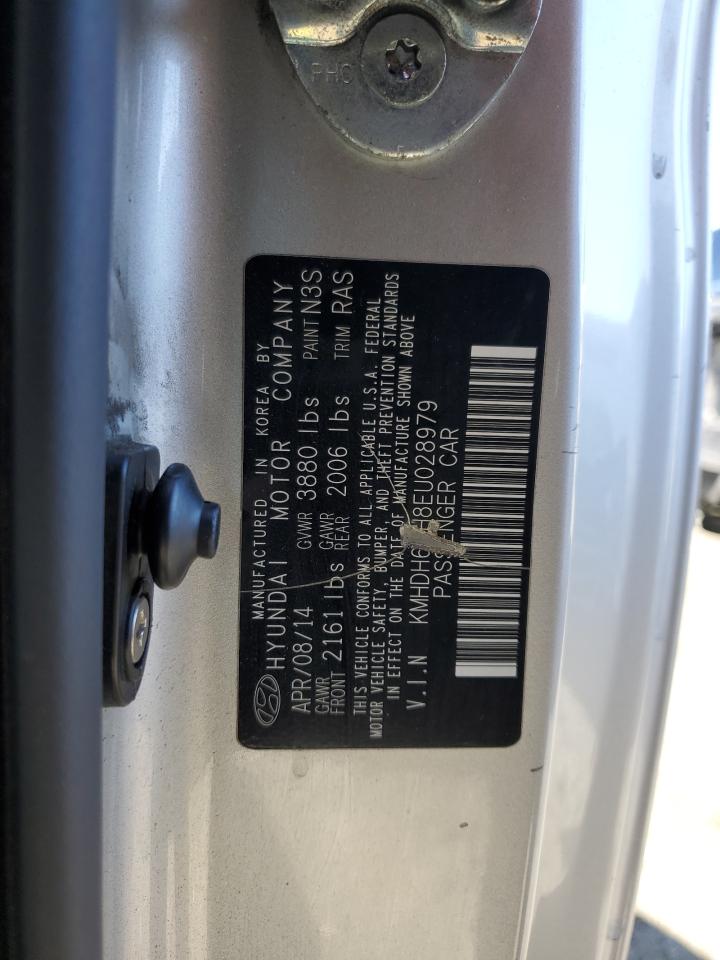 PHC
MANUFACTURED IN KOREA BY
HYUNDAI MOTOR COMPANY
APR/08/14 GVWR 3880 lbs PAINT N3S
GAWR FRONT 2161 lbs GAWR REAR 2006 lbs TRIM RAS
THIS VEHICLE CONFORMS TO ALL APPLICABLE U.S.A. FEDERAL
MOTOR VEHICLE SAFETY, BUMPER, AND THEFT PREVENTION STANDARDS
IN EFFECT ON THE DATE OF MANUFACTURE SHOWN ABOVE
V.I.N
PASSENGER CAR